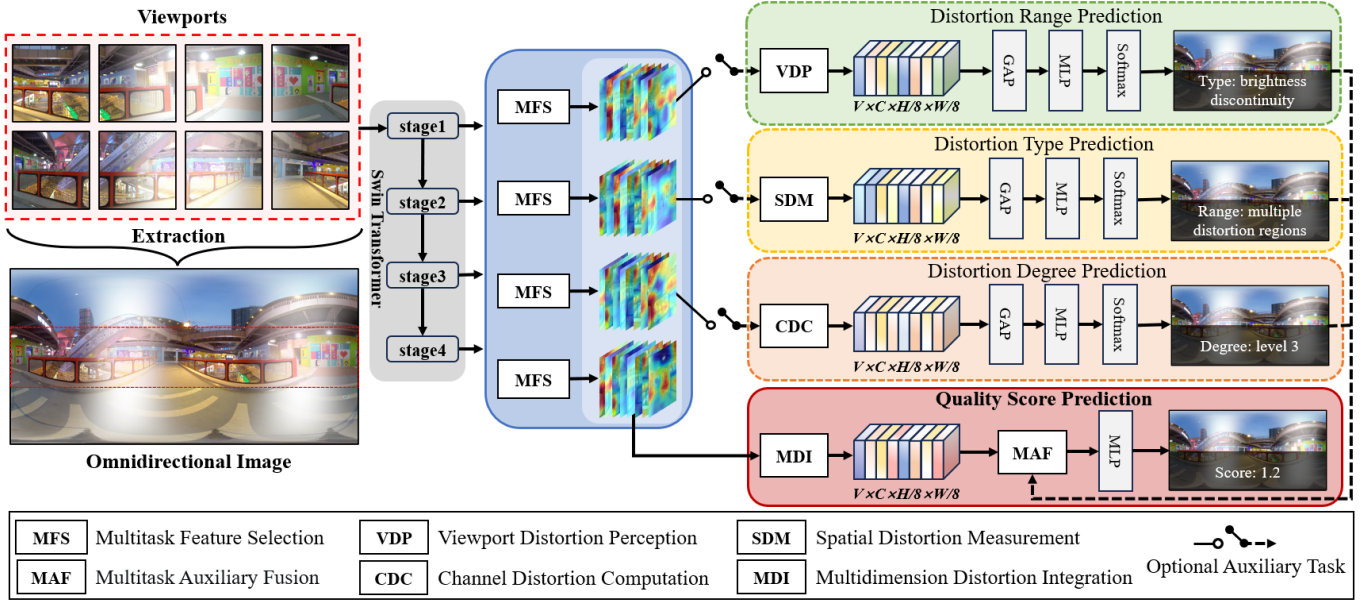 Viewports
Extraction
Omnidirectional Image
Swin Transformer
stage1
stage2
stage3
stage4
MFS
MFS
MFS
MFS
Distortion Range Prediction
VDP
V×C×H/8×W/8
GAP
MLP
Softmax
Type: brightness
discontinuity
Distortion Type Prediction
SDM
V×C×H/8×W/8
GAP
MLP
Softmax
Range: multiple
distortion regions
Distortion Degree Prediction
CDC
V×C×H/8×W/8
GAP
MLP
Softmax
Degree: level 3
Quality Score Prediction
MDI
V×C×H/8×W/8
MAF
MLP
Score: 1.2
MFS Multitask Feature Selection
VDP Viewport Distortion Perception
SDM Spatial Distortion Measurement
MAF Multitask Auxiliary Fusion
CDC Channel Distortion Computation
MDI Multidimension Distortion Integration
Optional Auxiliary Task